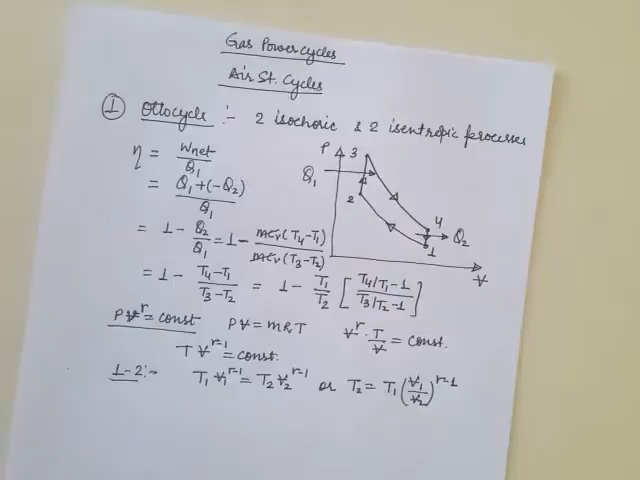 Gas Power cycles
Air St. Cycles
① Ottocycle :- 2 isochoric & 2 isentropic processes
η = Wnet/Q₁
= Q₁+(-Q₂)/Q₁
P 3
Q₁
2
4
Q₂
1
V
= 1 - Q₂/Q₁ = 1 - mCv(T₄-T₁)/mCv(T₃-T₂)
= 1 - T₄-T₁/T₃-T₂ = 1 - T₁/T₂ [T₄/T₁-1/T₃/T₂-1]
PV^r = const PV = mRT V^r · T/V = const.
TV^r-1 = const.
1-2:- T₁V₁^r-1 = T₂V₂^r-1 or T₂ = T₁(V₁/V₂)^r-1